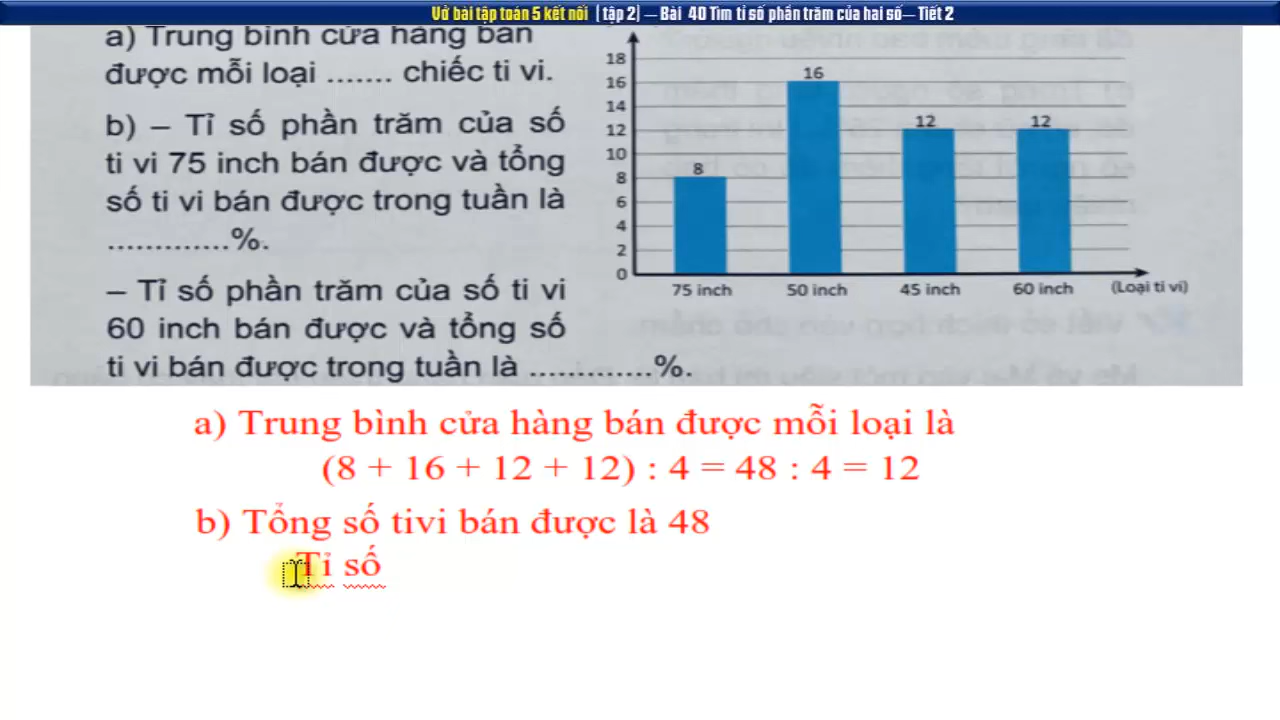 Vở bài tập toán 5 kết nối ( tập 2) – Bài 40 Tìm tỉ số phần trăm của hai số– Tiết 2
a) Trung bình cửa hàng bán
được mỗi loại ....... chiếc ti vi.
b) – Tỉ số phần trăm của số
ti vi 75 inch bán được và tổng
số ti vi bán được trong tuần là
.............%.
– Tỉ số phần trăm của số ti vi
60 inch bán được và tổng số
ti vi bán được trong tuần là .............%.
18
16
14
12
10
8
6
4
2
0
8
16
12
12
75 inch
50 inch
45 inch
60 inch
(Loại ti vi)
a) Trung bình cửa hàng bán được mỗi loại là
(8 + 16 + 12 + 12) : 4 = 48 : 4 = 12
b) Tổng số tivi bán được là 48
Tỉ số